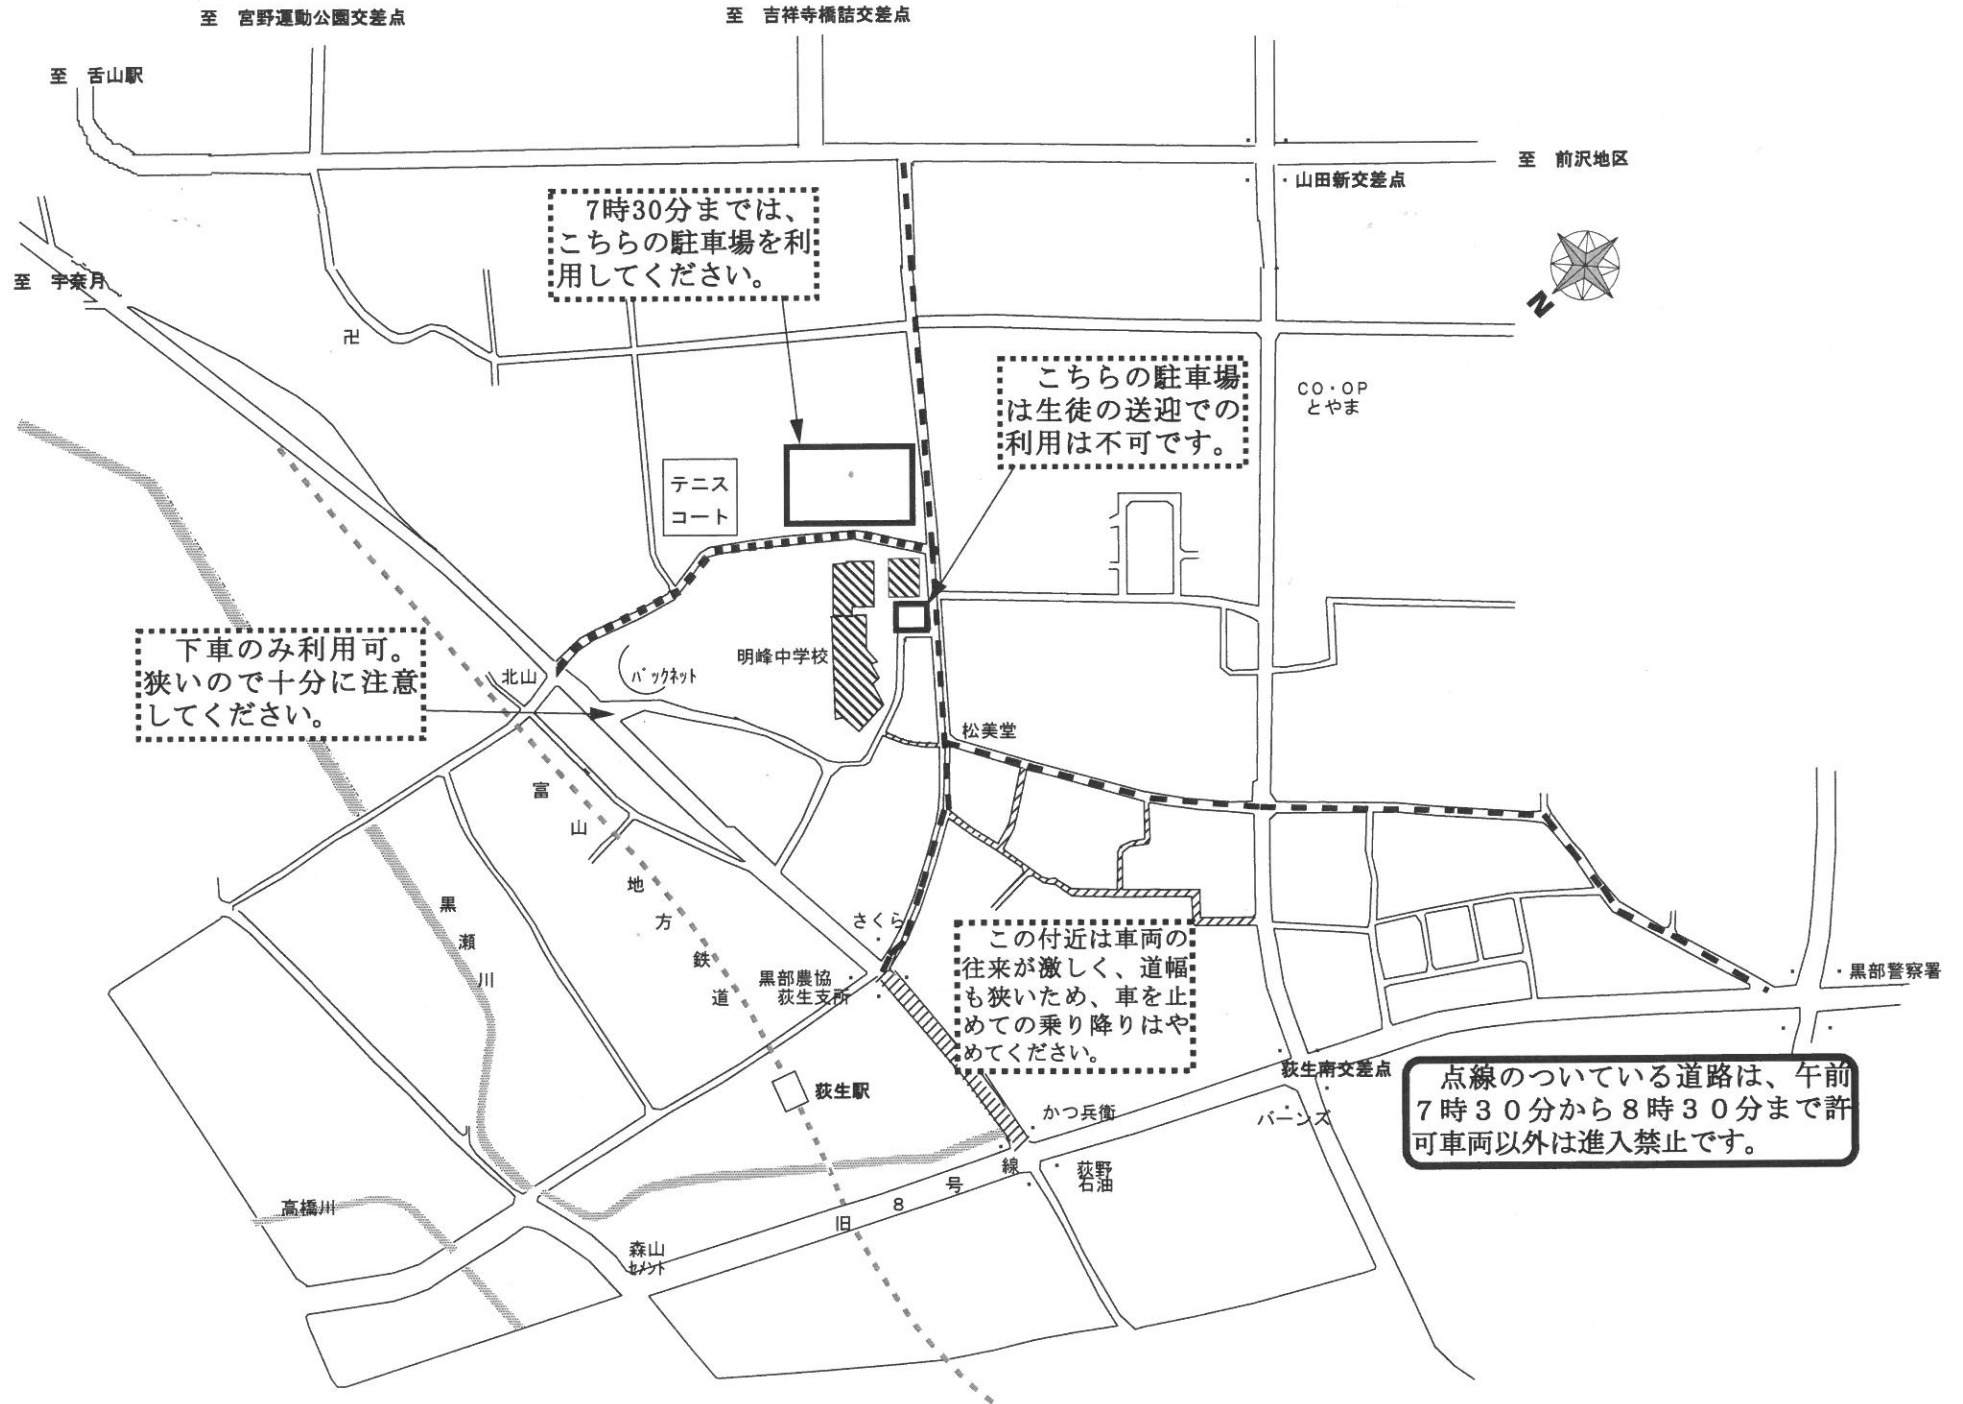 至　宮野運動公園交差点
至　吉祥寺橋詰交差点
至　舌山駅
至　前沢地区
山田新交差点
7時30分までは、
こちらの駐車場を利
用してください。
至　宇奈月
N
卍
こちらの駐車場
は生徒の送迎での
利用は不可です。
CO・OP
とやま
テニス
コート
下車のみ利用可。
狭いので十分に注意
してください。
北山
バックネット
明峰中学校
松美堂
富山地方鉄道
黒瀬川
さくら
黒部農協
荻生支所
この付近は車両の
往来が激しく、道幅
も狭いため、車を止
めての乗り降りはや
めてください。
黒部警察署
荻生南交差点
点線のついている道路は、午前
７時３０分から８時３０分まで許
可車両以外は進入禁止です。
荻生駅
かつ兵衛
バーンズ
荻野
石油
旧８号線
高橋川
森山
セメント